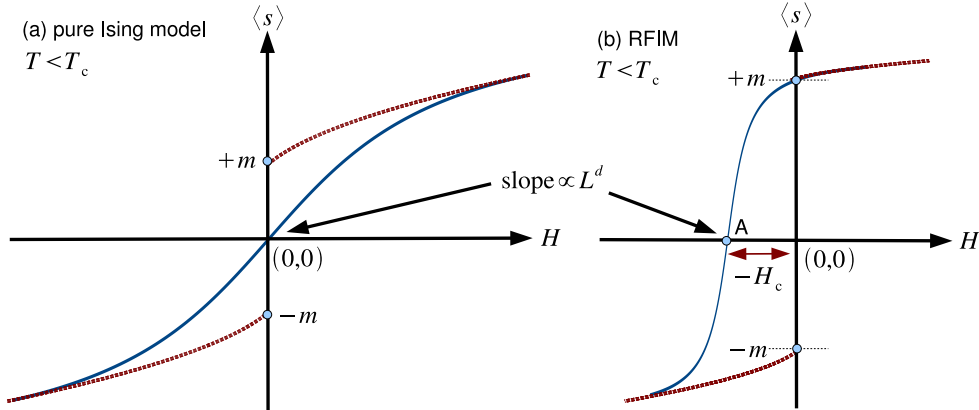 (a) pure Ising model
T < T_c
⟨s⟩
+m
H
(0,0)
−m
slope ∝ L^d
(b) RFIM
T < T_c
⟨s⟩
+m
A
H
(0,0)
−H_c
−m